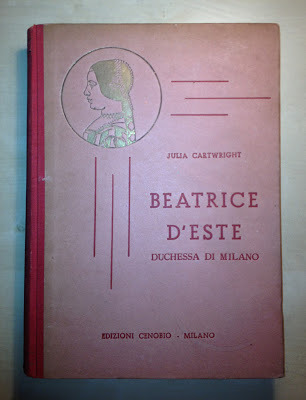 JULIA CARTWRIGHT
BEATRICE
D'ESTE
DUCHESSA DI MILANO
EDIZIONI CENOBIO - MILANO